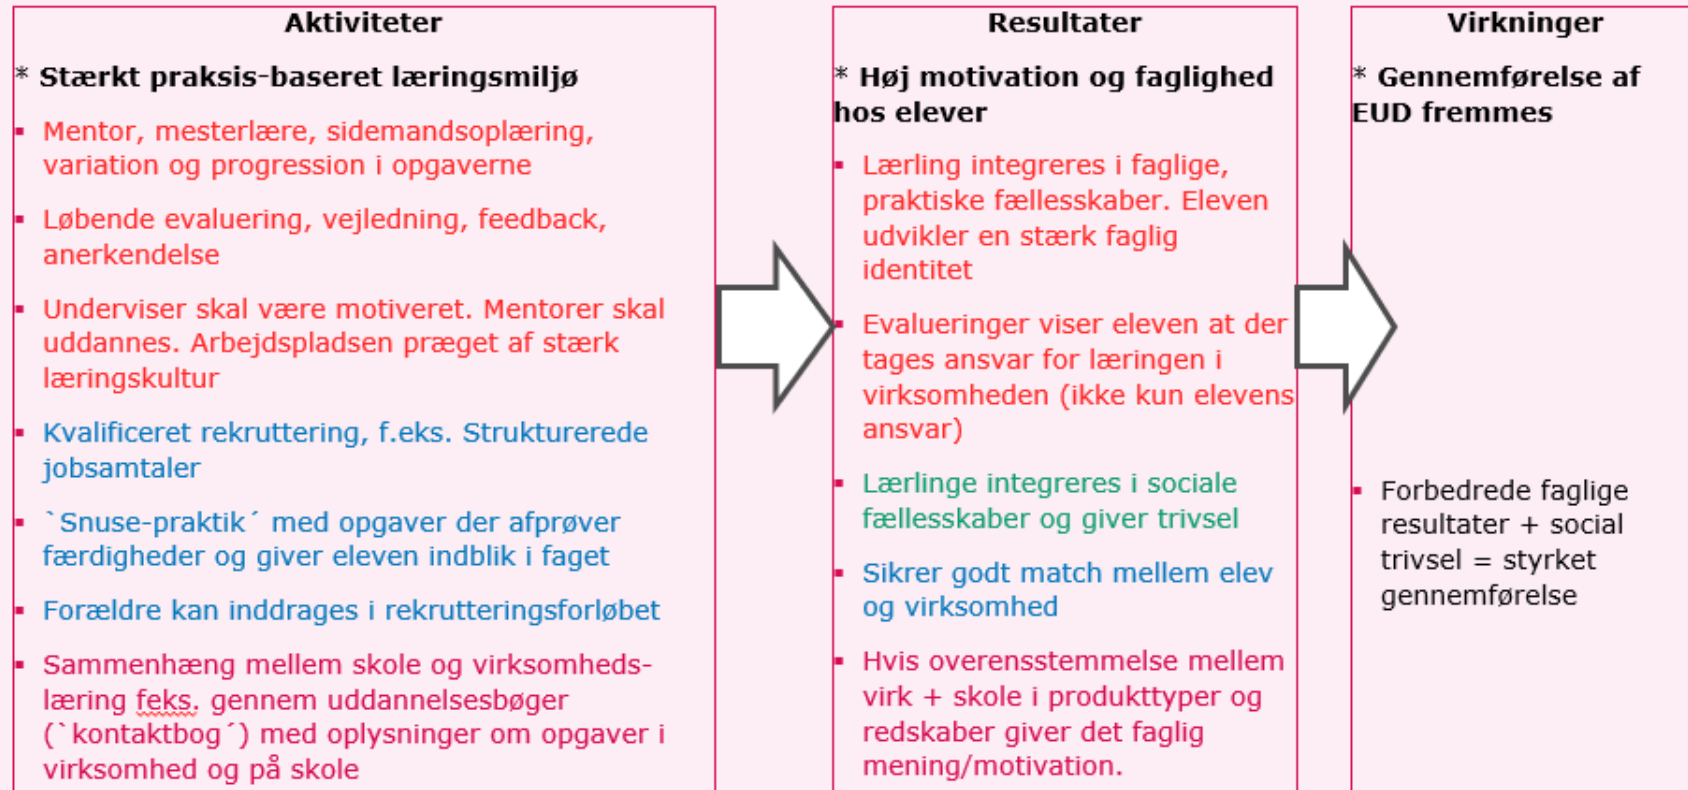 Aktiviteter
* Stærkt praksis-baseret læringsmiljø
▪ Mentor, mesterlære, sidemandsoplæring,
variation og progression i opgaverne
▪ Løbende evaluering, vejledning, feedback,
anerkendelse
▪ Underviser skal være motiveret. Mentorer skal
uddannes. Arbejdspladsen præget af stærk
læringskultur
▪ Kvalificeret rekruttering, f.eks. Strukturerede
jobsamtaler
▪ `Snuse-praktik´ med opgaver der afprøver
færdigheder og giver eleven indblik i faget
▪ Forældre kan inddrages i rekrutteringsforløbet
▪ Sammenhæng mellem skole og virksomheds-
læring feks. gennem uddannelsesbøger
(`kontaktbog´) med oplysninger om opgaver i
virksomhed og på skole
Resultater
* Høj motivation og faglighed
hos elever
▪ Lærling integreres i faglige,
praktiske fællesskaber. Eleven
udvikler en stærk faglig
identitet
▪ Evalueringer viser eleven at der
tages ansvar for læringen i
virksomheden (ikke kun elevens
ansvar)
▪ Lærlinge integreres i sociale
fællesskaber og giver trivsel
▪ Sikrer godt match mellem elev
og virksomhed
▪ Hvis overensstemmelse mellem
virk + skole i produkttyper og
redskaber giver det faglig
mening/motivation.
Virkninger
* Gennemførelse af
EUD fremmes
▪ Forbedrede faglige
resultater + social
trivsel = styrket
gennemførelse